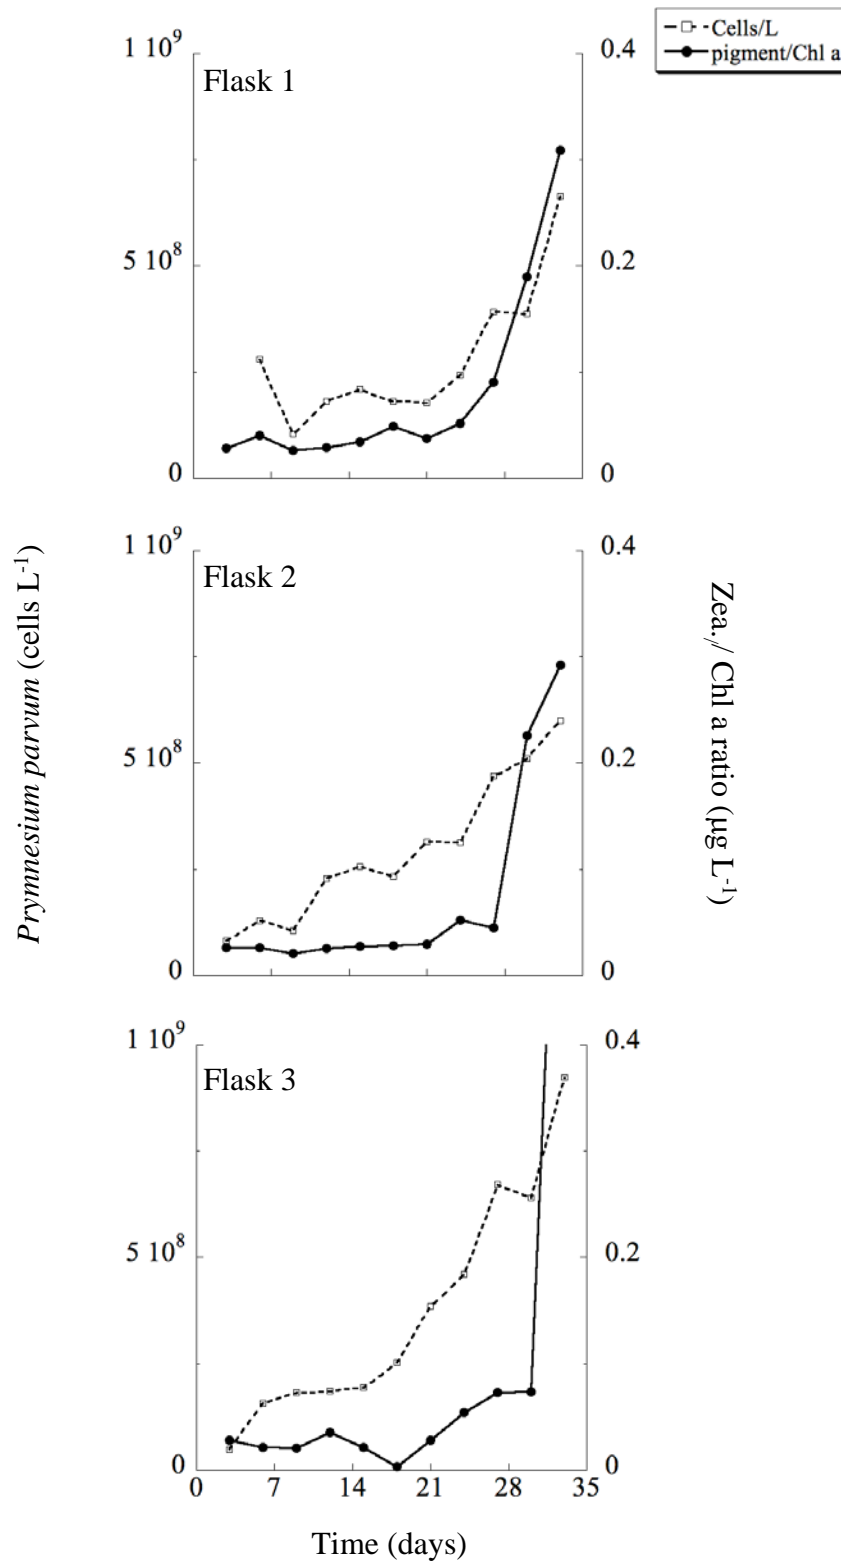 Cells/L
pigment/Chl a
1 10⁹
0.4
Flask 1
5 10⁸
0.2
0
0
1 10⁹
0.4
Flask 2
5 10⁸
0.2
0
0
Prymnesium parvum (cells L⁻¹)
Zea./ Chl a ratio (µg L⁻¹)
1 10⁹
0.4
Flask 3
5 10⁸
0.2
0
0
0 7 14 21 28 35
Time (days)